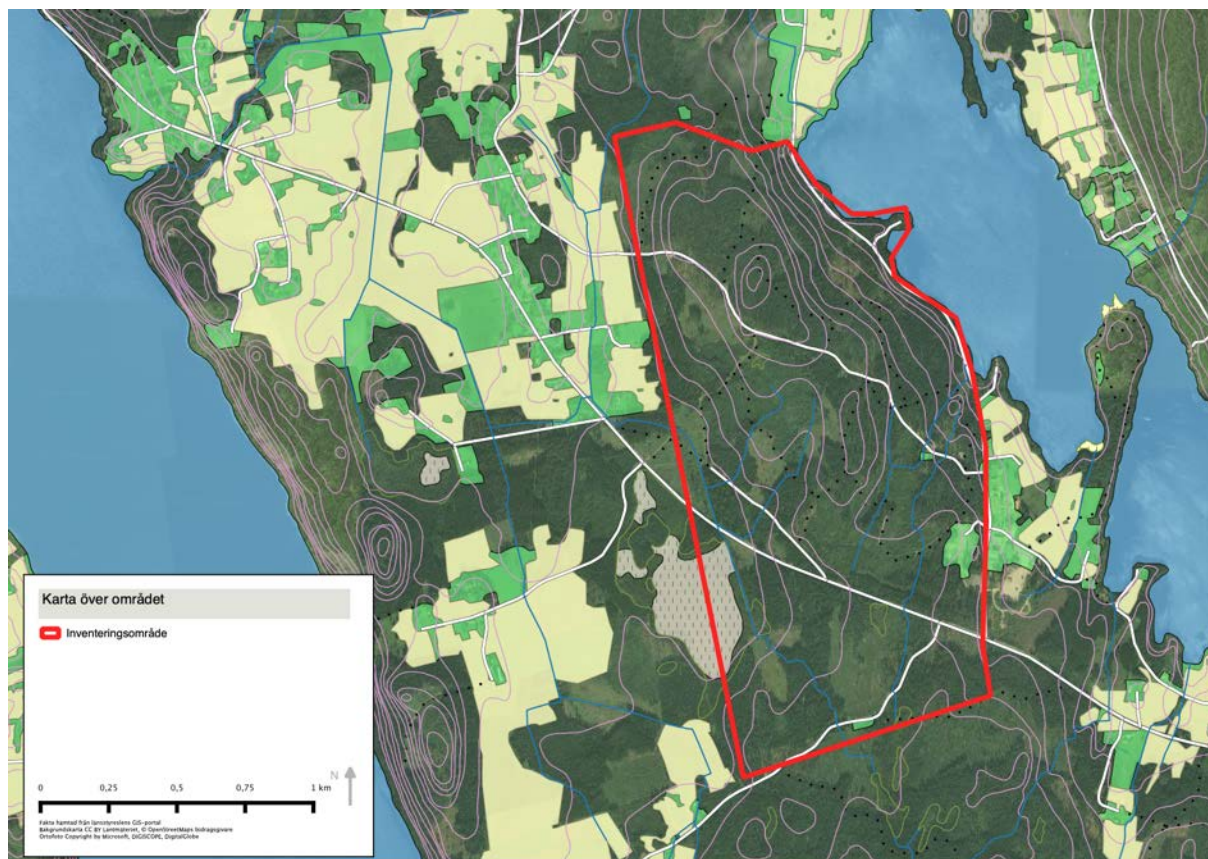 Karta över området
Inventeringsområde
N
0 0,25 0,5 0,75 1 km
Fakta hämtad från länsstyrelsens GIS-portal
Bakgrundskarta CC BY Lantmäteriet, © OpenStreetMaps bidragsgivare
Ortofoto Copyright by Microsoft, DIGISCOPE, DigitalGlobe